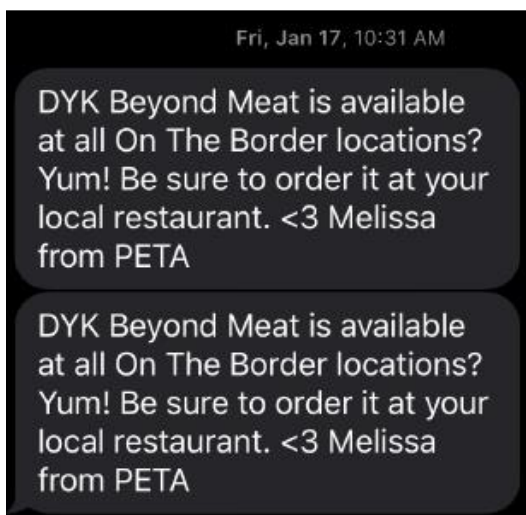 Fri, Jan 17, 10:31 AM
DYK Beyond Meat is available
at all On The Border locations?
Yum! Be sure to order it at your
local restaurant. <3 Melissa
from PETA
DYK Beyond Meat is available
at all On The Border locations?
Yum! Be sure to order it at your
local restaurant. <3 Melissa
from PETA